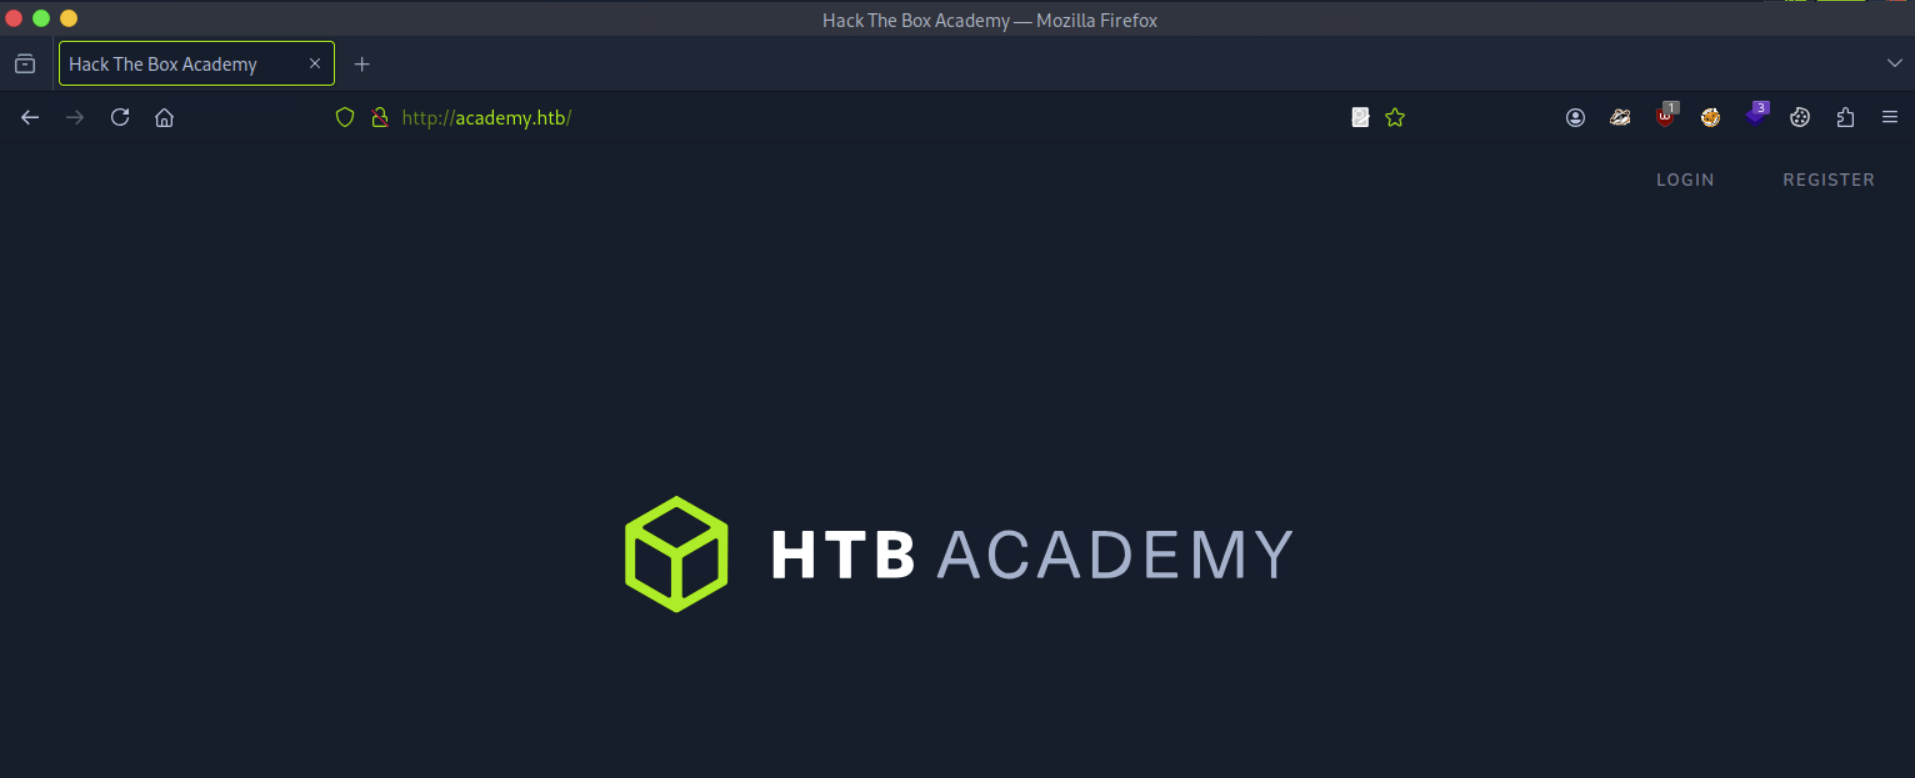 Hack The Box Academy — Mozilla Firefox
Hack The Box Academy
http://academy.htb/
1
3
LOGIN REGISTER
HTB ACADEMY